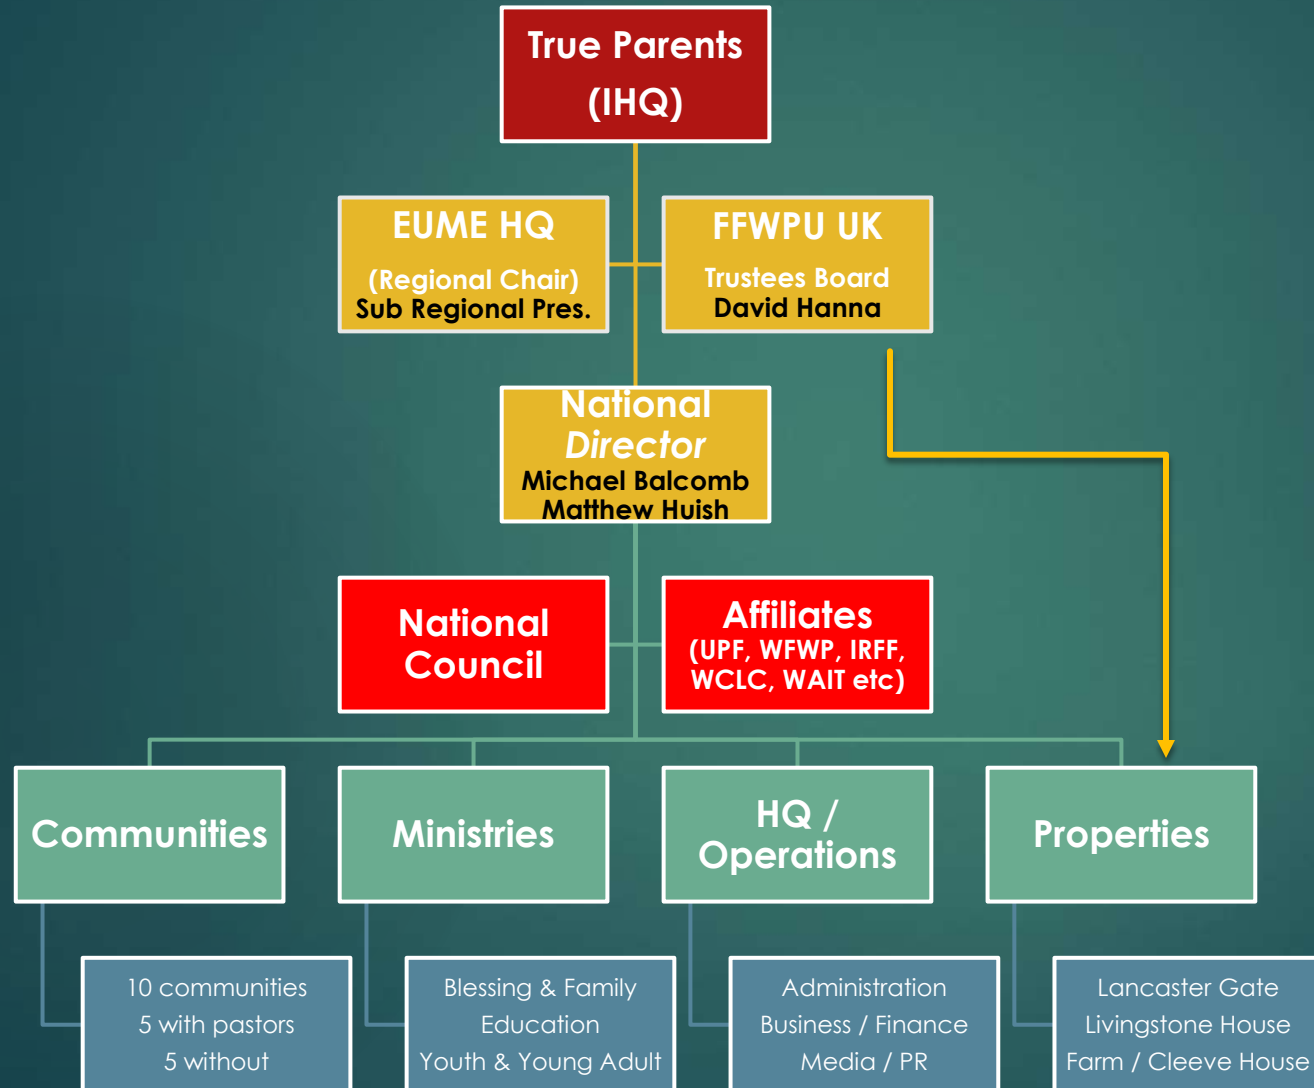 True Parents
(IHQ)
EUME HQ
(Regional Chair)
Sub Regional Pres.
FFWPU UK
Trustees Board
David Hanna
National
Director
Michael Balcomb
Matthew Huish
National
Council
Affiliates
(UPF, WFWP, IRFF,
WCLC, WAIT etc)
Communities
Ministries
HQ /
Operations
Properties
10 communities
5 with pastors
5 without
Blessing & Family
Education
Youth & Young Adult
Administration
Business / Finance
Media / PR
Lancaster Gate
Livingstone House
Farm / Cleeve House